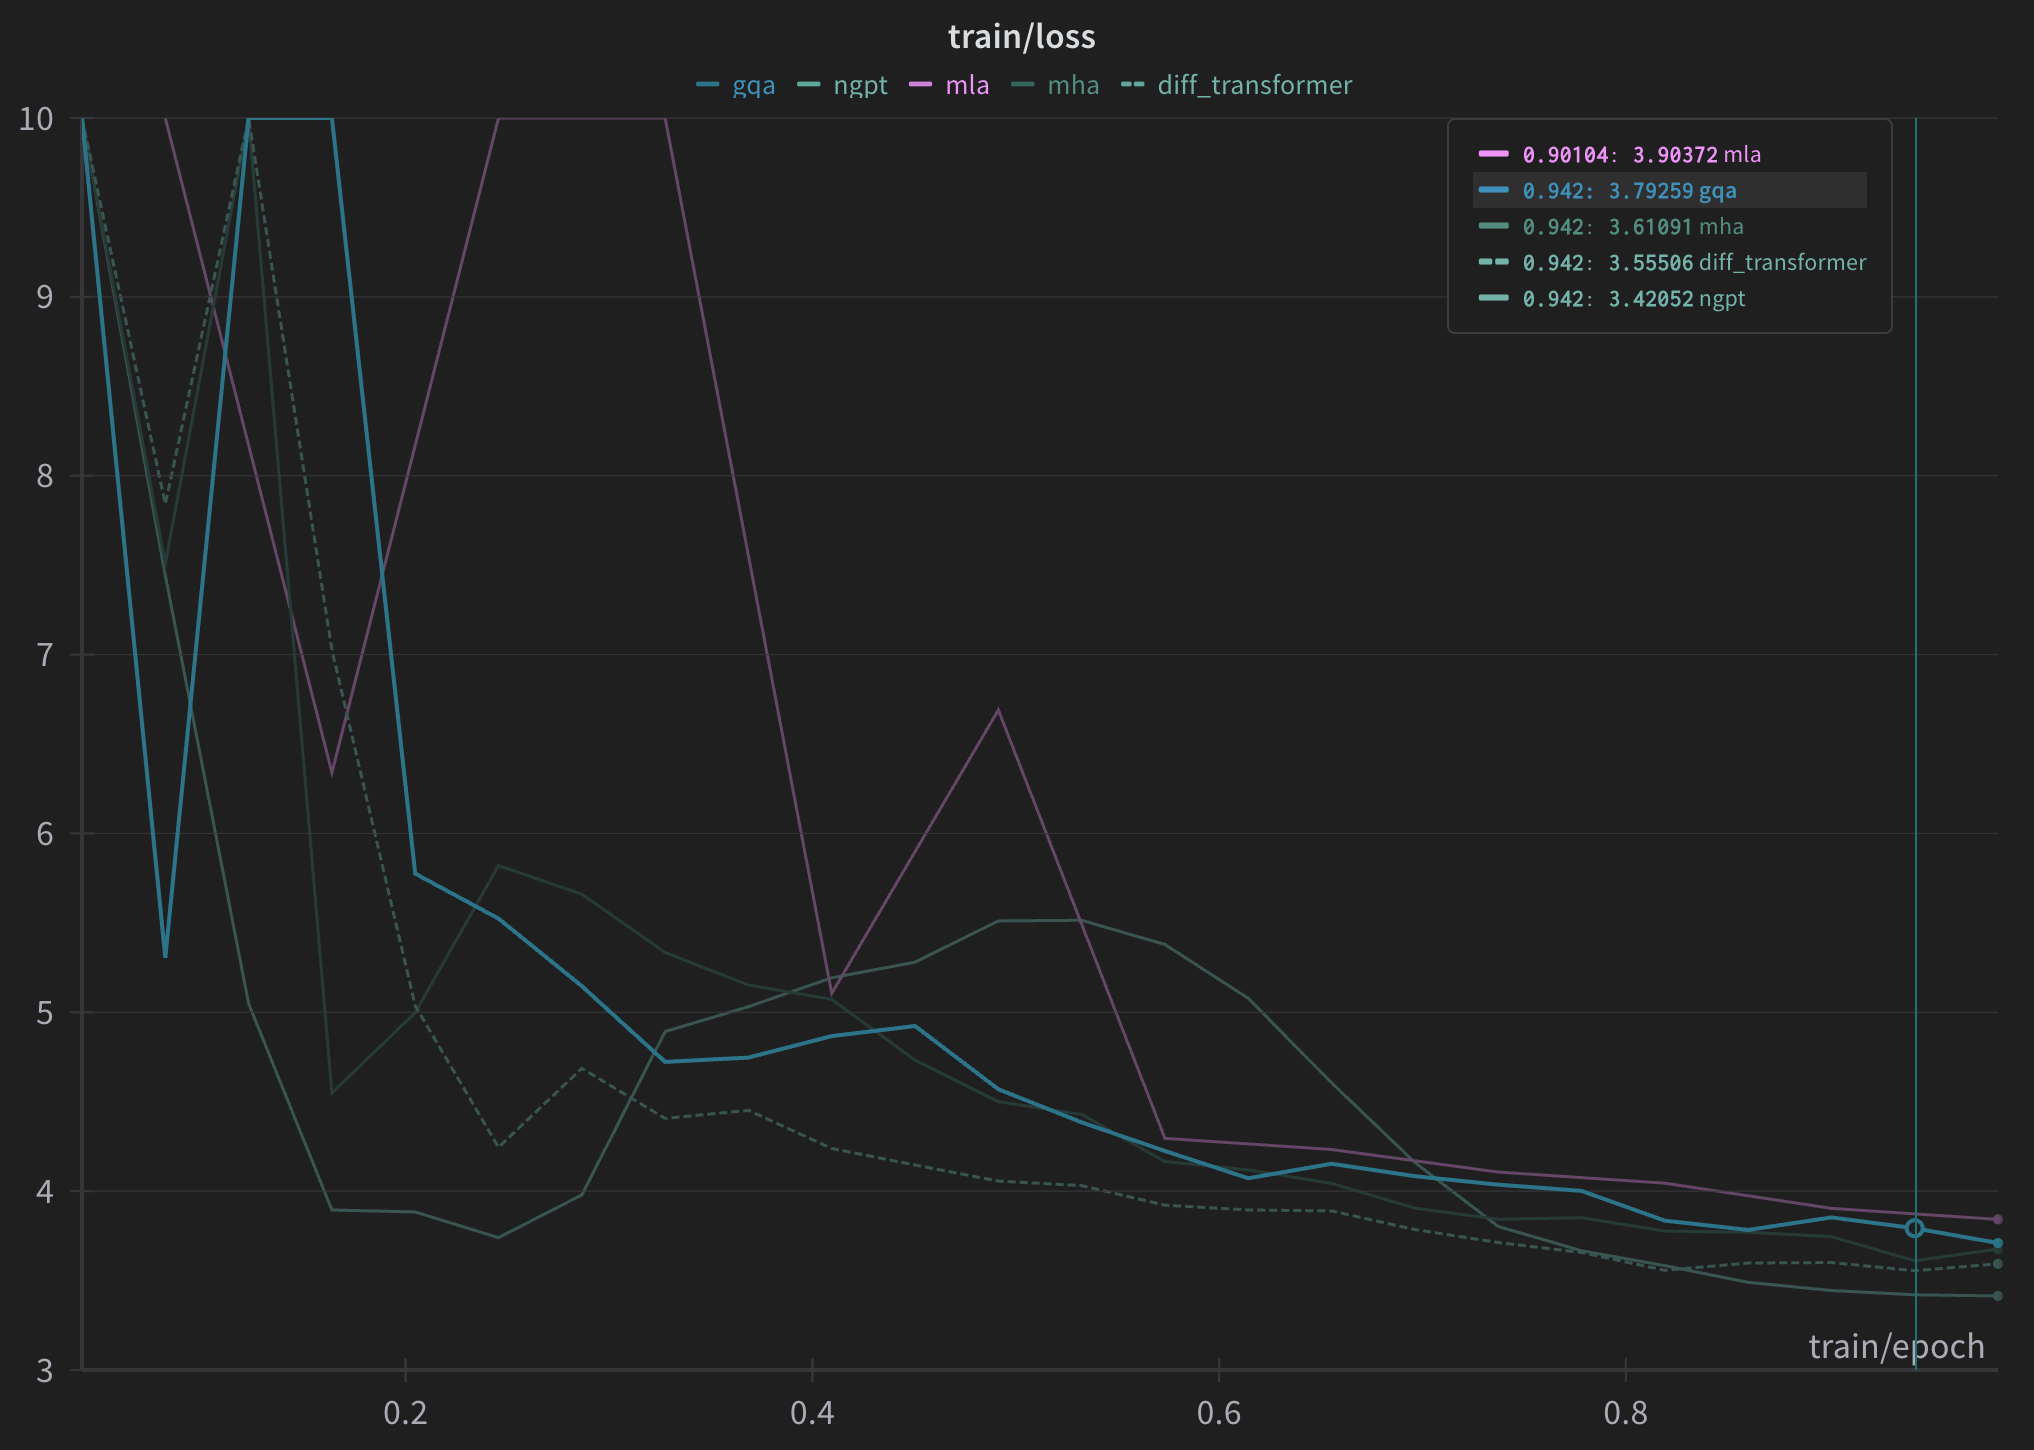 train/loss
gqa ngpt mla mha diff_transformer
10
0.90104: 3.90372 mla
0.942: 3.79259 gqa
0.942: 3.61091 mha
0.942: 3.55506 diff_transformer
0.942: 3.42052 ngpt
9
8
7
6
5
4
3
train/epoch
0.2 0.4 0.6 0.8